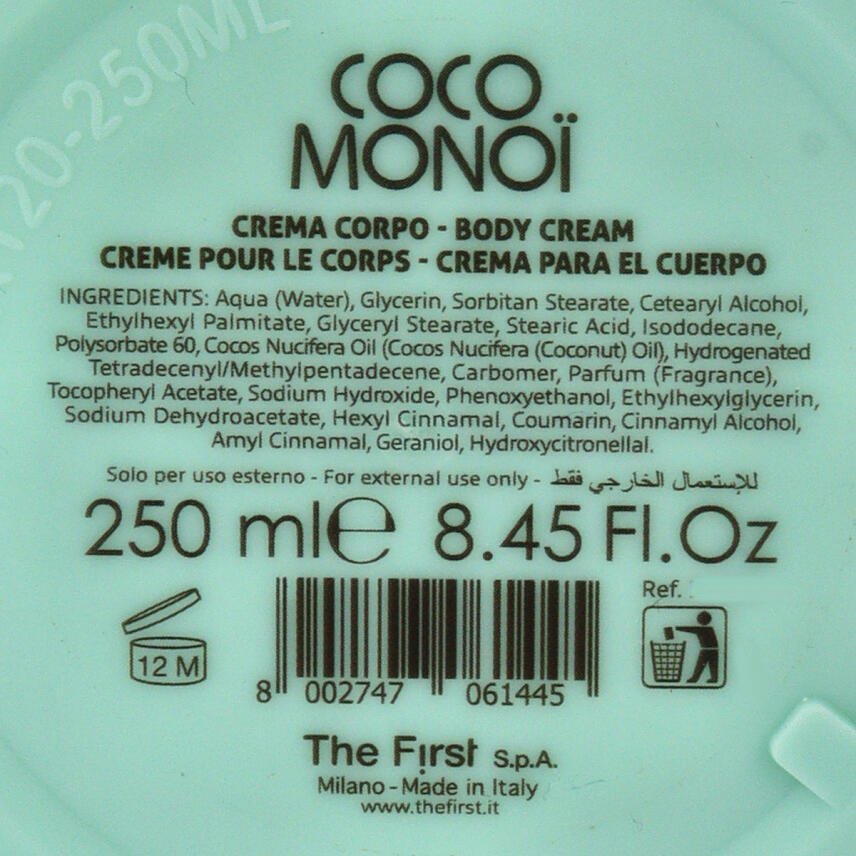 120-250ML
COCO
MONOÏ
CREMA CORPO - BODY CREAM
CREME POUR LE CORPS - CREMA PARA EL CUERPO
INGREDIENTS: Aqua (Water), Glycerin, Sorbitan Stearate, Cetearyl Alcohol,
Ethylhexyl Palmitate, Glyceryl Stearate, Stearic Acid, Isododecane,
Polysorbate 60, Cocos Nucifera Oil (Cocos Nucifera (Coconut) Oil), Hydrogenated
Tetradecenyl/Methylpentadecene, Carbomer, Parfum (Fragrance),
Tocopheryl Acetate, Sodium Hydroxide, Phenoxyethanol, Ethylhexylglycerin,
Sodium Dehydroacetate, Hexyl Cinnamal, Coumarin, Cinnamyl Alcohol,
Amyl Cinnamal, Geraniol, Hydroxycitronellal.
Solo per uso esterno - For external use only - للإستعمال الخارجي فقط
250 ml e 8.45 Fl.Oz
12 M
Ref.
8 002747 061445
The First S.p.A.
Milano - Made in Italy
www.thefirst.it